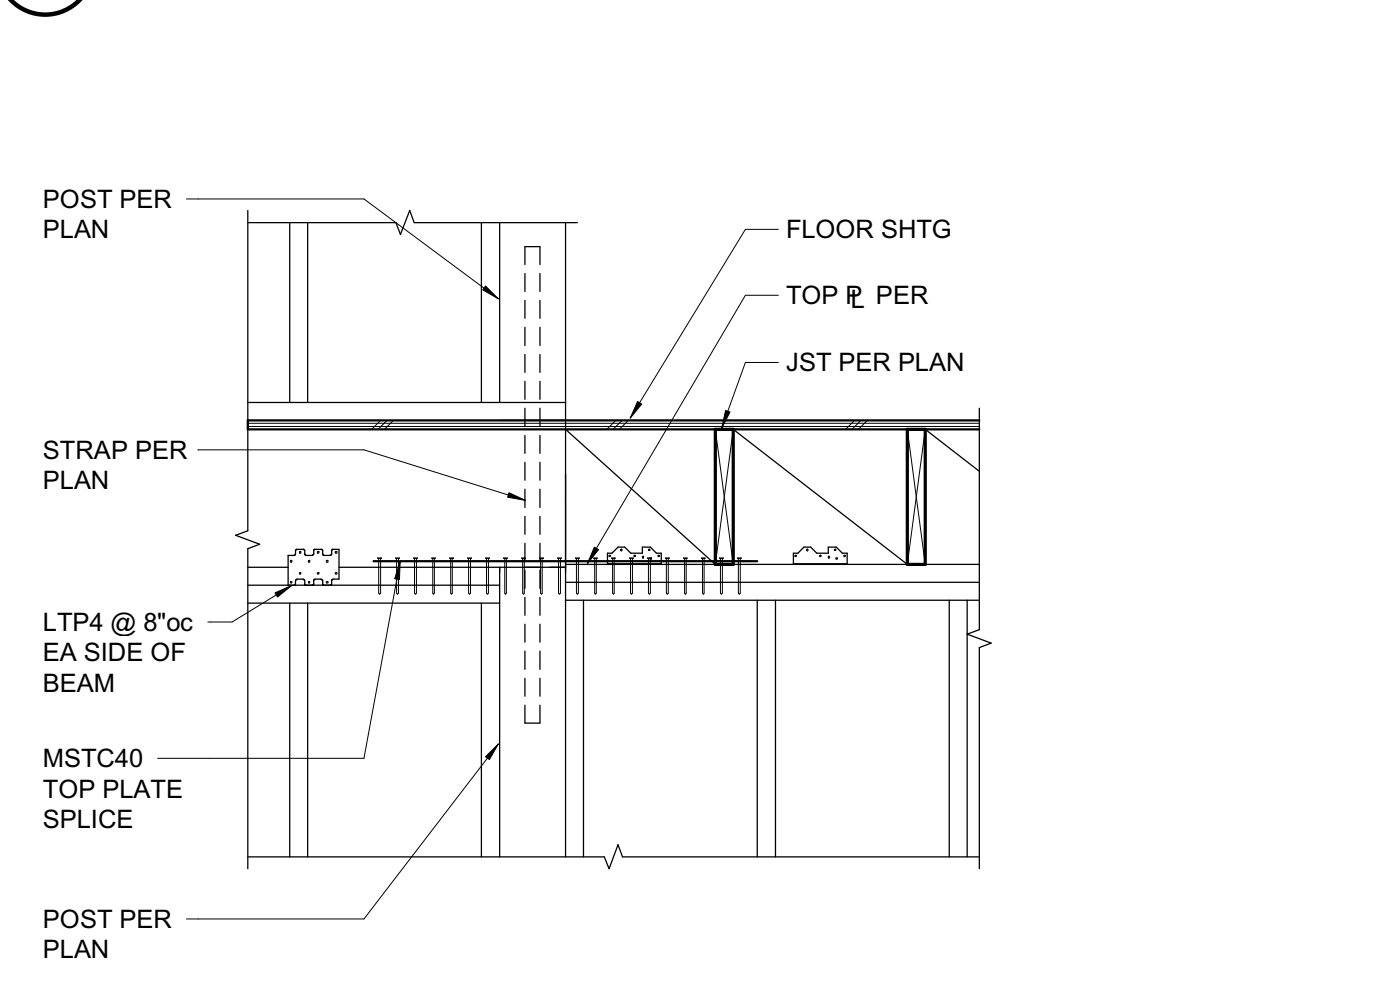 POST PER
PLAN
FLOOR SHTG
TOP ⅊ PER
JST PER PLAN
STRAP PER
PLAN
LTP4 @ 8"oc
EA SIDE OF
BEAM
MSTC40
TOP PLATE
SPLICE
POST PER
PLAN